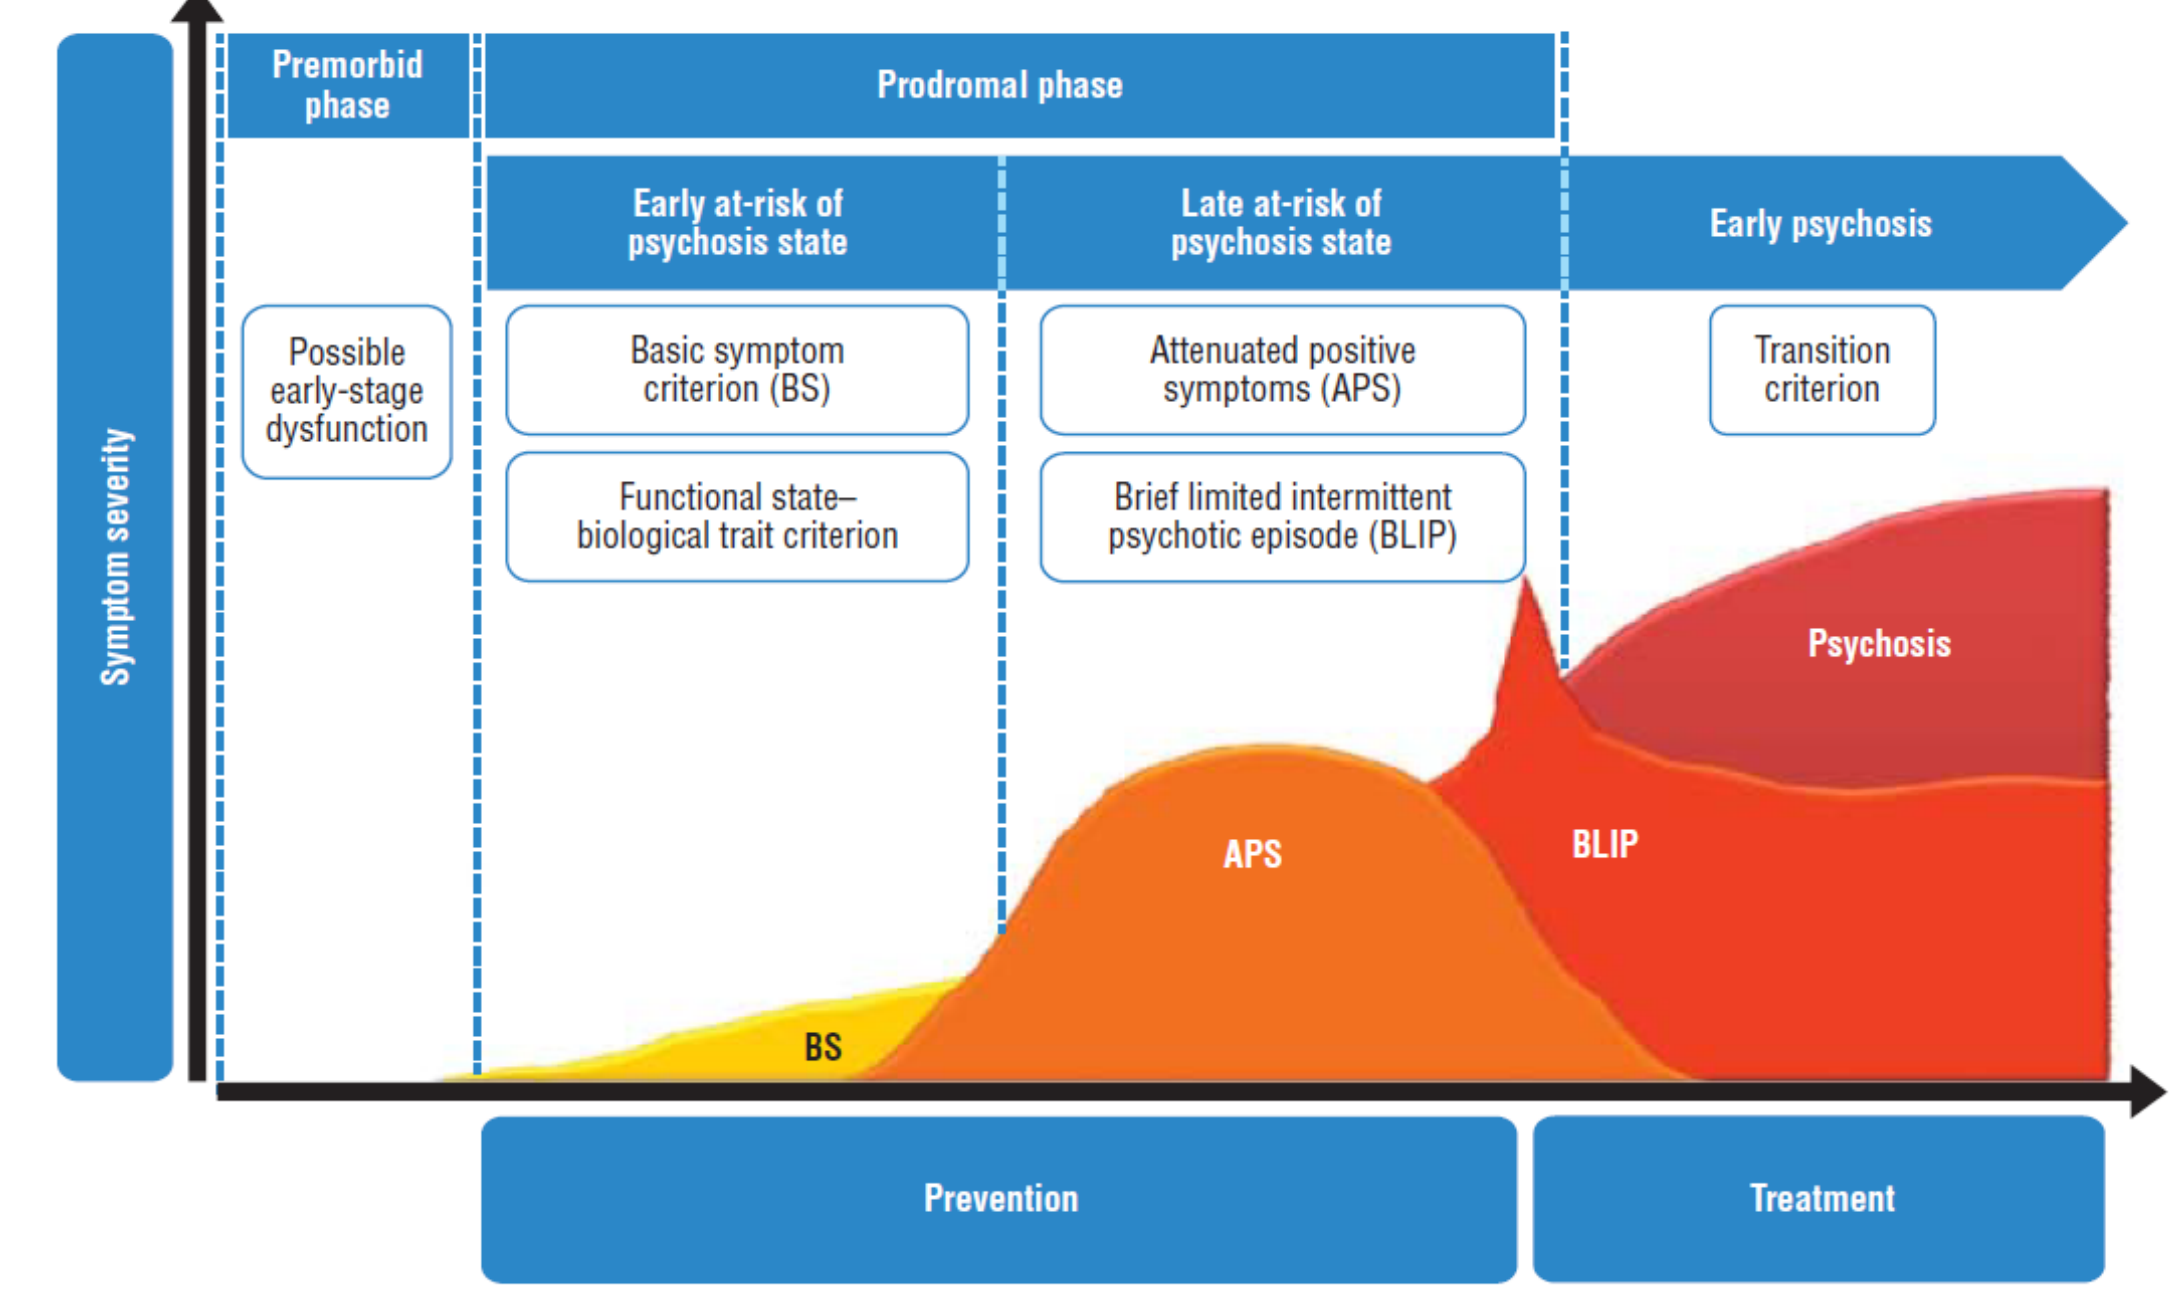 Premorbid
phase
Prodromal phase
Early at-risk of
psychosis state
Late at-risk of
psychosis state
Early psychosis
Possible
early-stage
dysfunction
Basic symptom
criterion (BS)
Attenuated positive
symptoms (APS)
Transition
criterion
Functional state–
biological trait criterion
Brief limited intermittent
psychotic episode (BLIP)
Symptom severity
Psychosis
BLIP
APS
BS
Prevention
Treatment